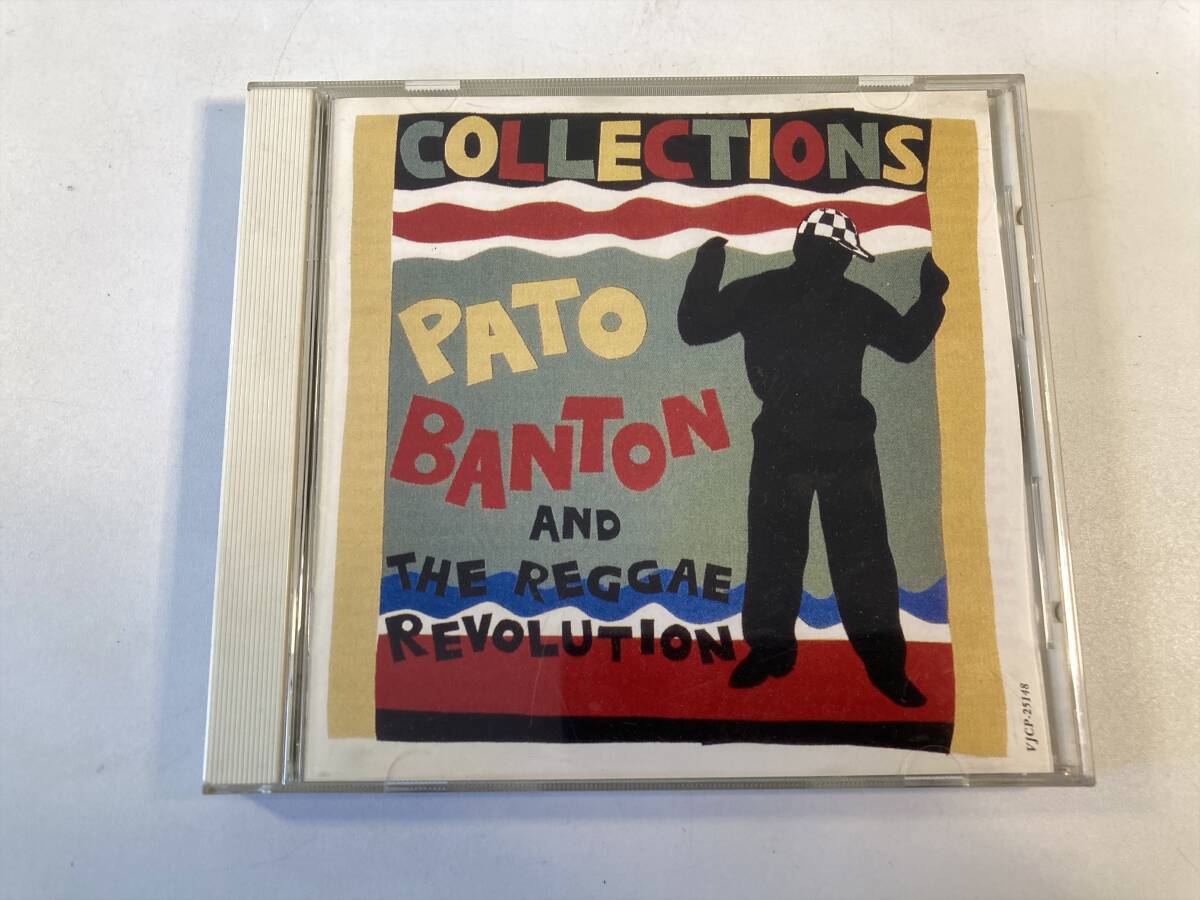 COLLECTIONS
PATO
BANTON
AND
THE REGGAE
REVOLUTION
VJCP-25148